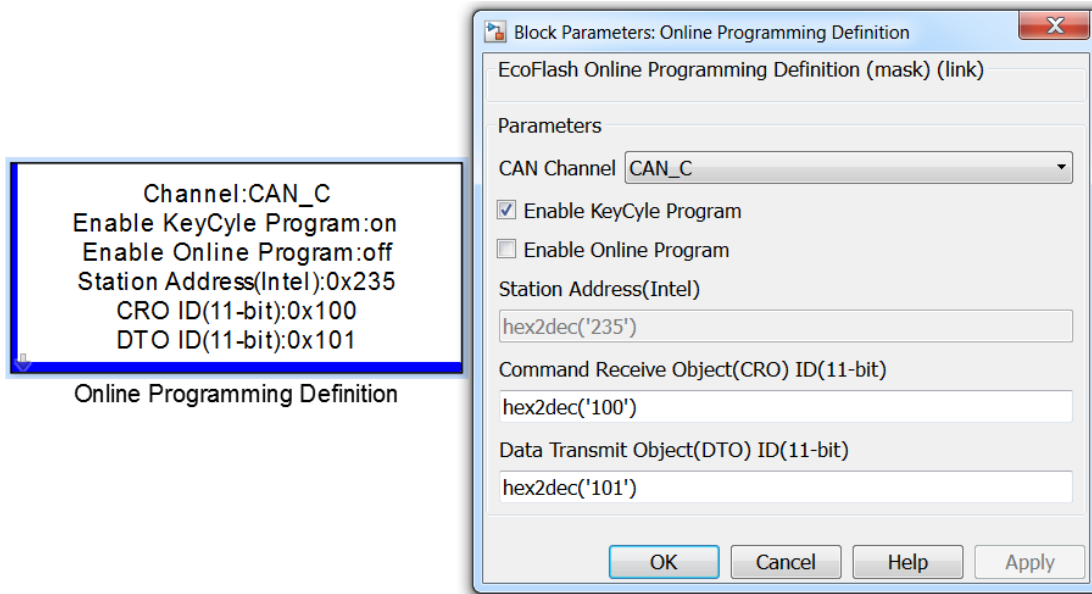 Channel:CAN_C
Enable KeyCyle Program:on
Enable Online Program:off
Station Address(Intel):0x235
CRO ID(11-bit):0x100
DTO ID(11-bit):0x101
Online Programming Definition
Block Parameters: Online Programming Definition
EcoFlash Online Programming Definition (mask) (link)
Parameters
CAN Channel CAN_C
Enable KeyCyle Program
Enable Online Program
Station Address(Intel)
hex2dec('235')
Command Receive Object(CRO) ID(11-bit)
hex2dec('100')
Data Transmit Object(DTO) ID(11-bit)
hex2dec('101')
OK Cancel Help Apply